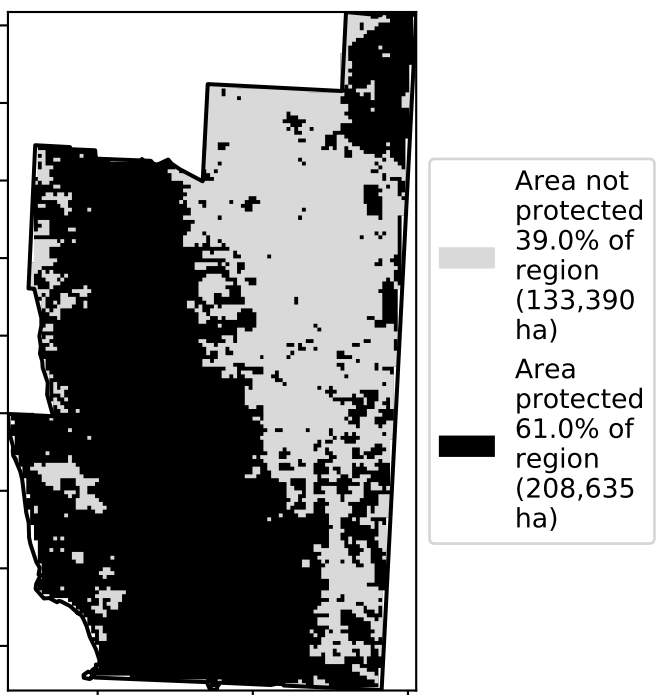 Area not
protected
39.0% of
region
(133,390
ha)
Area
protected
61.0% of
region
(208,635
ha)